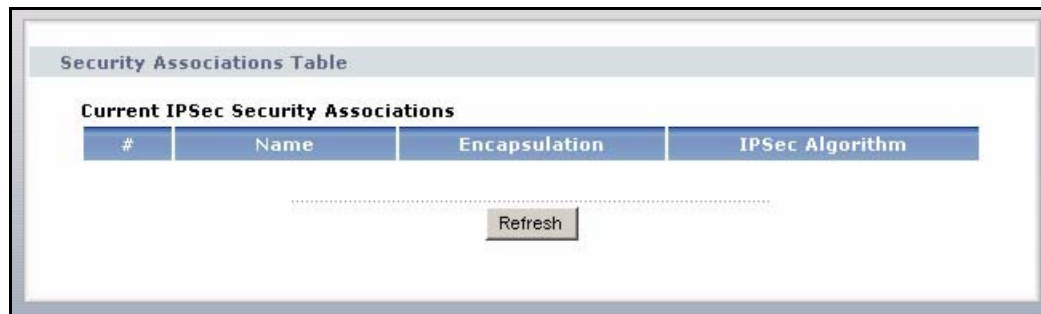 Security Associations Table
Current IPSec Security Associations
# Name Encapsulation IPSec Algorithm
Refresh